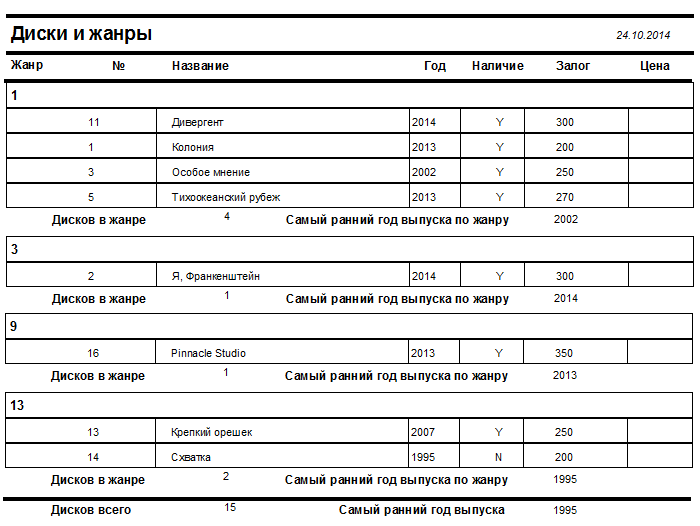 Диски и жанры 24.10.2014
Жанр № Название Год Наличие Залог Цена
1
11 Дивергент 2014 Y 300
1 Колония 2013 Y 200
3 Особое мнение 2002 Y 250
5 Тихоокеанский рубеж 2013 Y 270
Дисков в жанре 4 Самый ранний год выпуска по жанру 2002
3
2 Я, Франкенштейн 2014 Y 300
Дисков в жанре 1 Самый ранний год выпуска по жанру 2014
9
16 Pinnacle Studio 2013 Y 350
Дисков в жанре 1 Самый ранний год выпуска по жанру 2013
13
13 Крепкий орешек 2007 Y 250
14 Схватка 1995 N 200
Дисков в жанре 2 Самый ранний год выпуска по жанру 1995
Дисков всего 15 Самый ранний год выпуска 1995